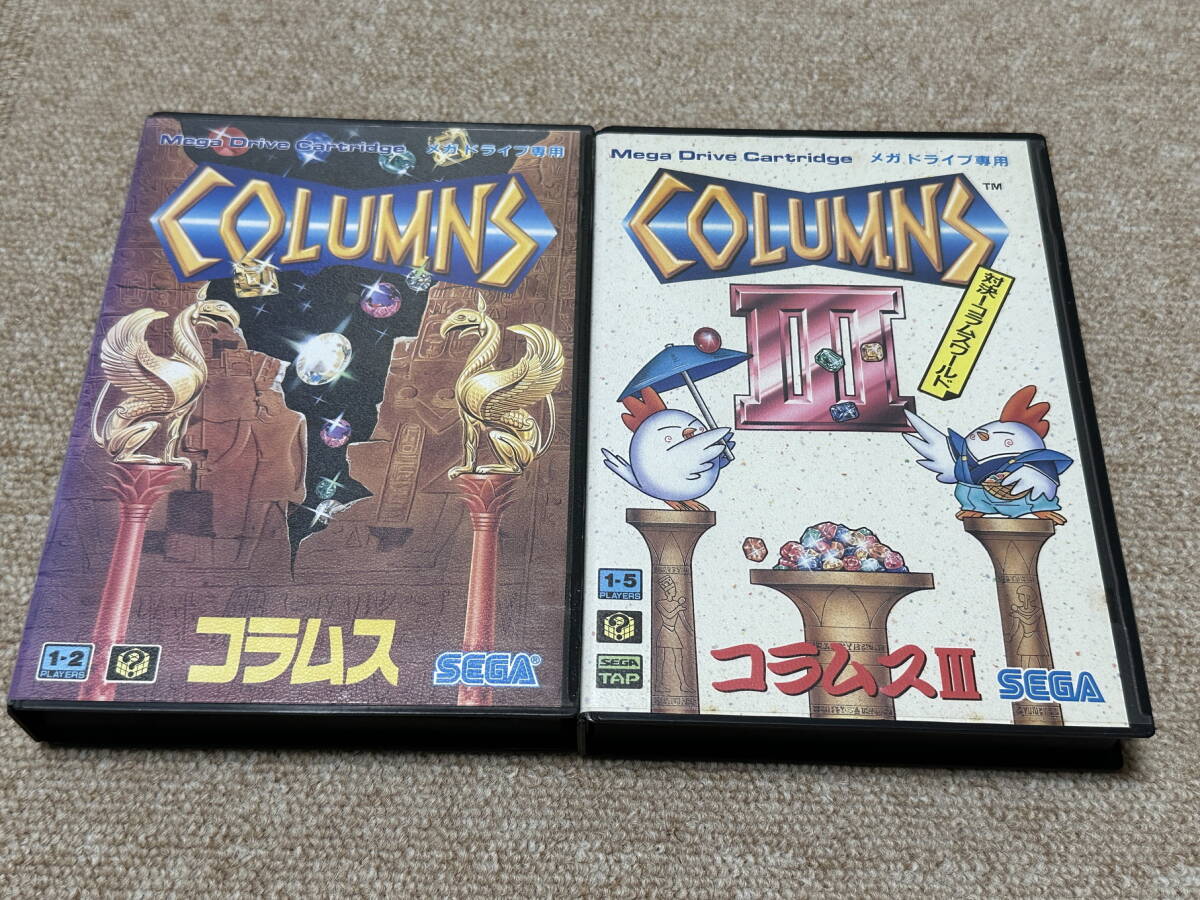 Mega Drive Cartridge メガドライブ専用
COLUMNS
コラムス
1-2
PLAYERS
SEGA®
Mega Drive Cartridge メガドライブ専用
COLUMNS™
III
対決!コラムスワールド
1-5
PLAYERS
SEGA
TAP
コラムスIII
SEGA